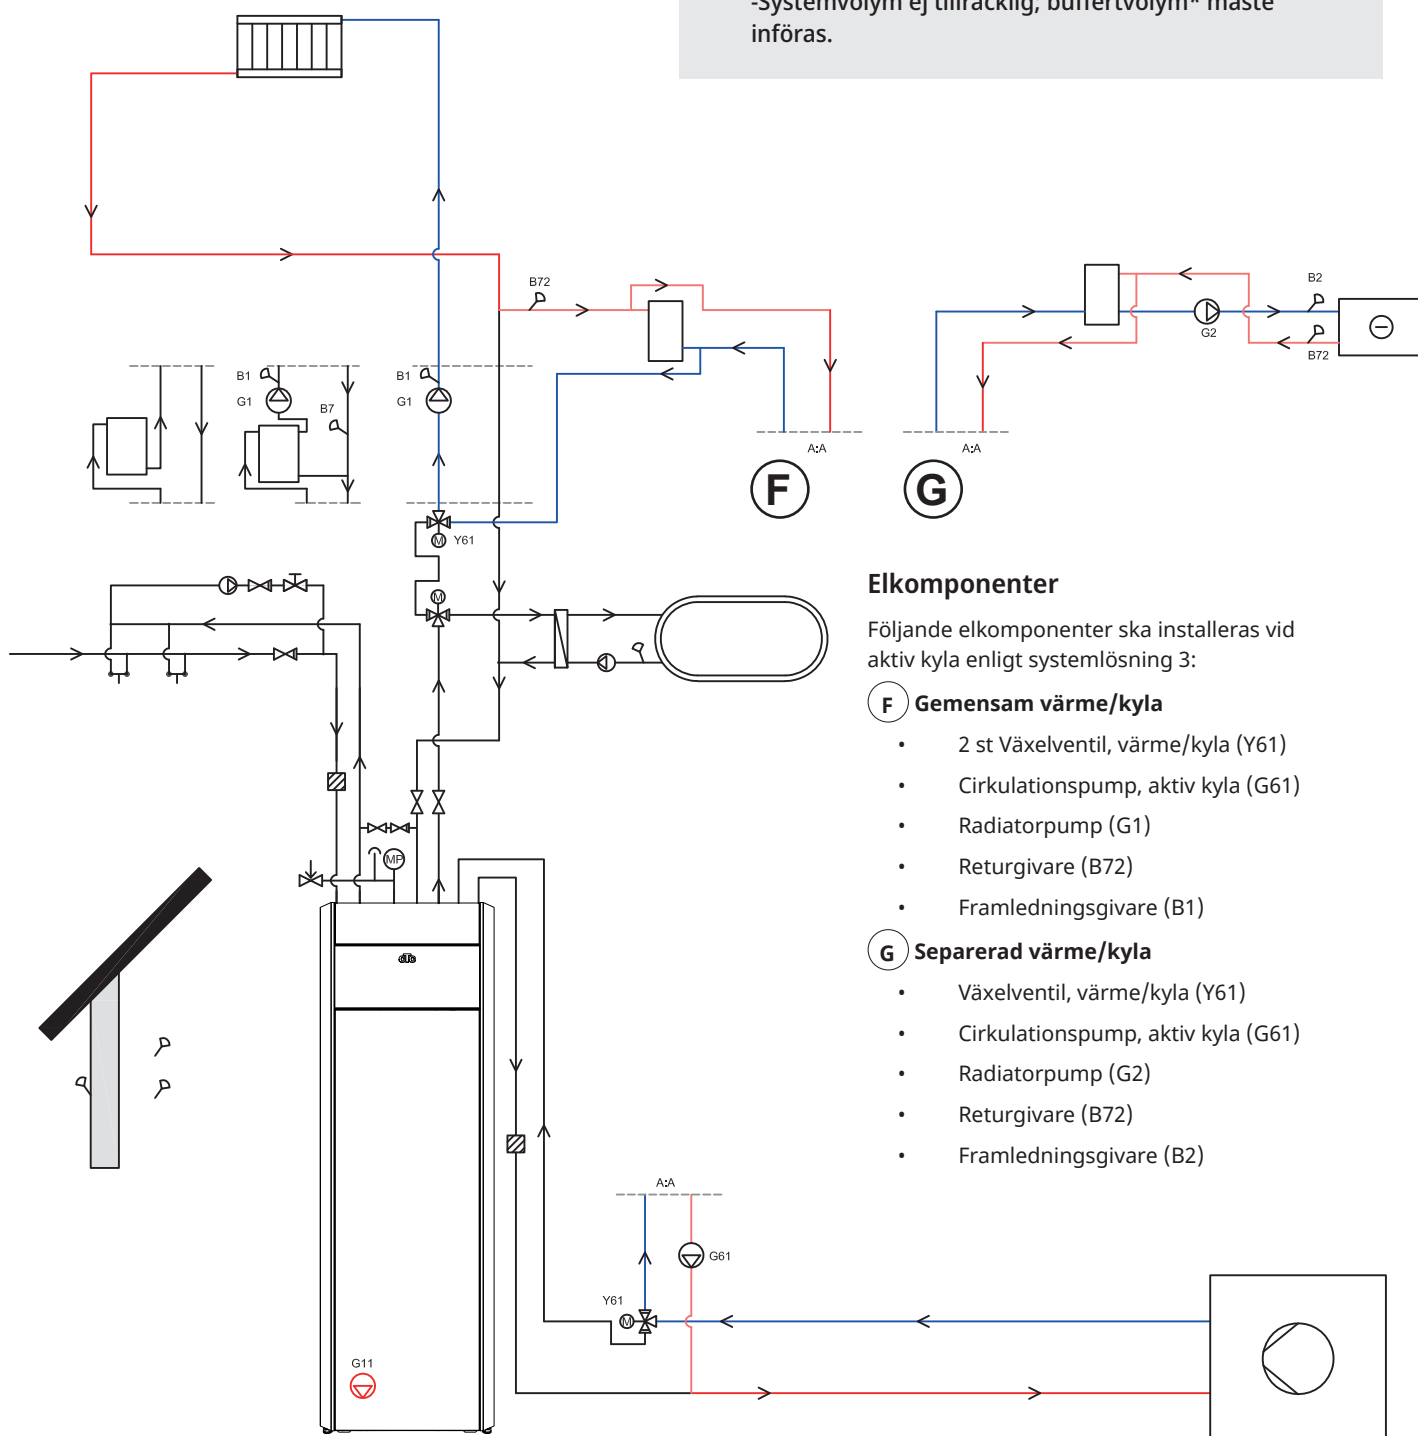 -Systemvolym ej tillräcklig, buffertvolym* måste
införas.
B72
B2
G2
B72
B1
G1
B7
B1
G1
A:A
A:A
F
G
M
Y61
M
Elkomponenter
Följande elkomponenter ska installeras vid
aktiv kyla enligt systemlösning 3:
F Gemensam värme/kyla
• 2 st Växelventil, värme/kyla (Y61)
• Cirkulationspump, aktiv kyla (G61)
• Radiatorpump (G1)
• Returgivare (B72)
• Framledningsgivare (B1)
G Separerad värme/kyla
• Växelventil, värme/kyla (Y61)
• Cirkulationspump, aktiv kyla (G61)
• Radiatorpump (G2)
• Returgivare (B72)
• Framledningsgivare (B2)
MP
A:A
G61
Y61
M
G11